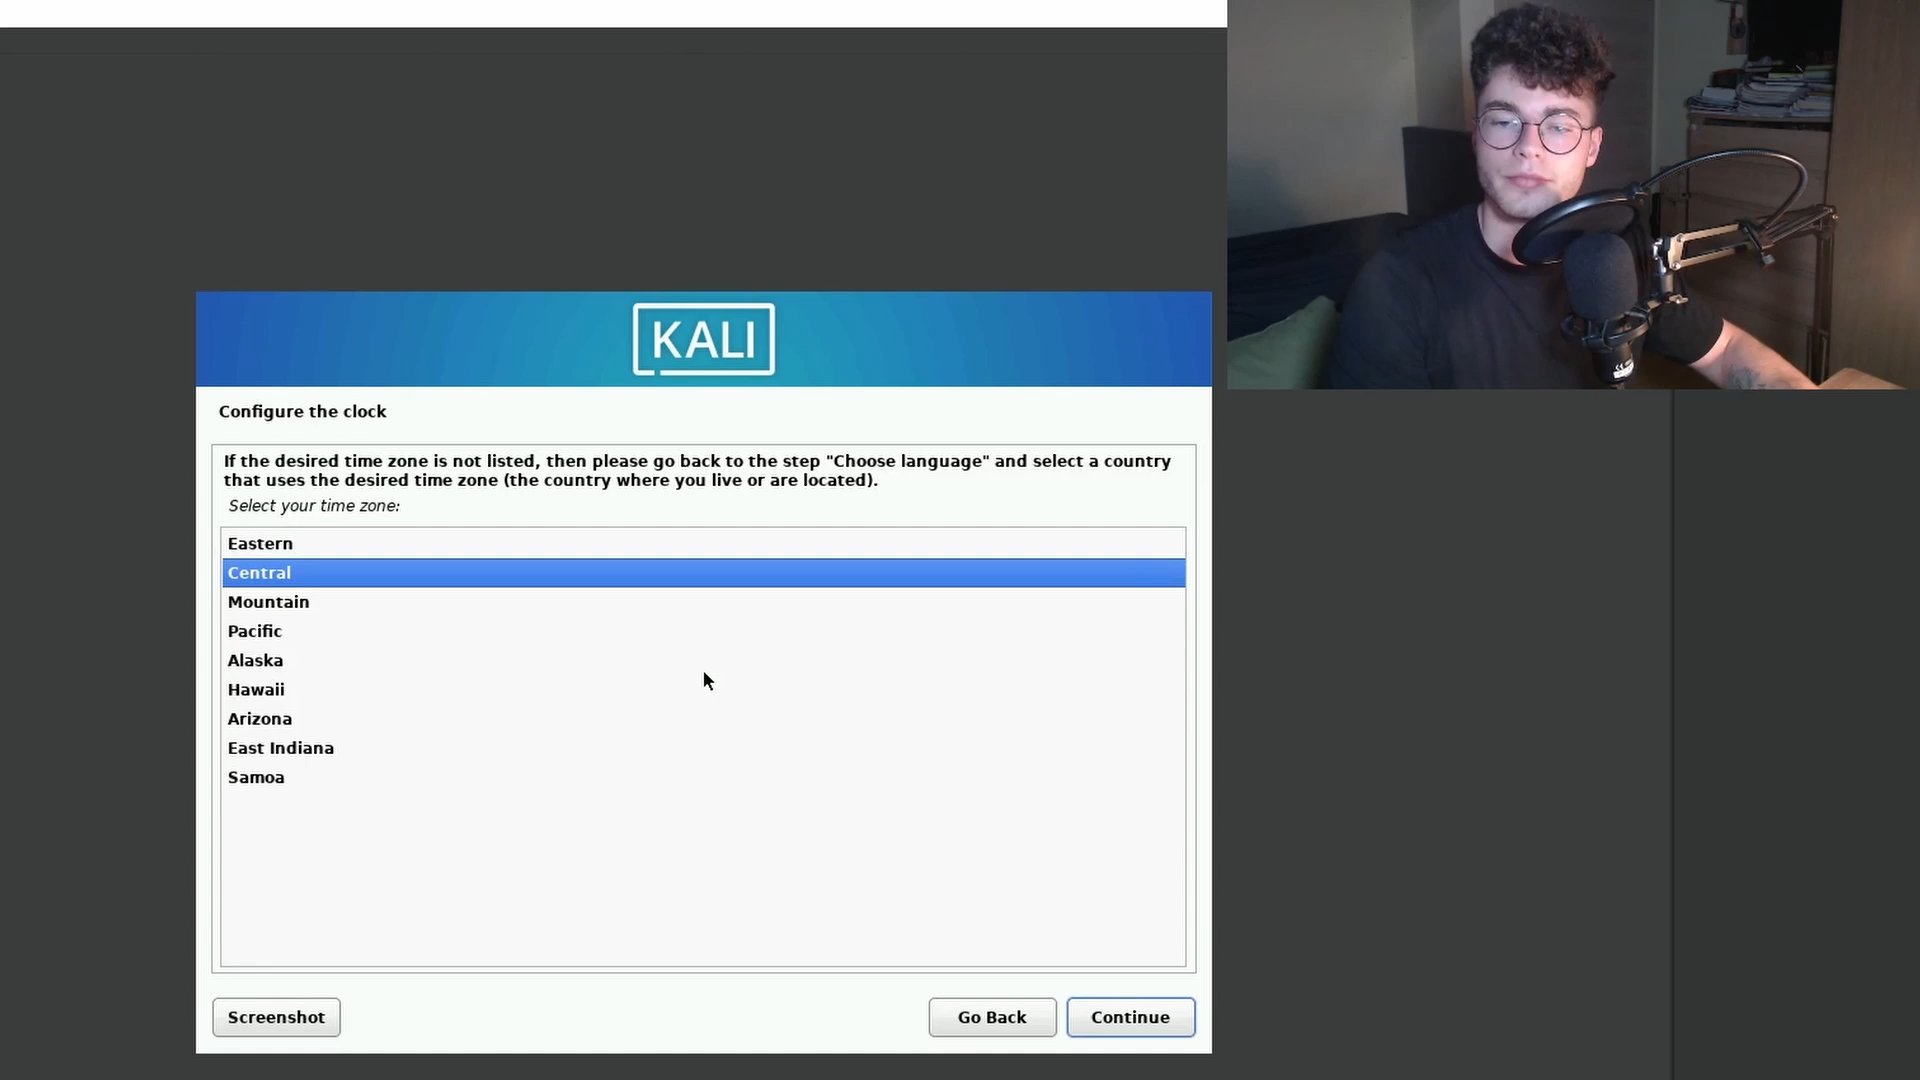 KALI
Configure the clock
If the desired time zone is not listed, then please go back to the step "Choose language" and select a country
that uses the desired time zone (the country where you live or are located).
Select your time zone:
Eastern
Central
Mountain
Pacific
Alaska
Hawaii
Arizona
East Indiana
Samoa
Screenshot
Go Back
Continue